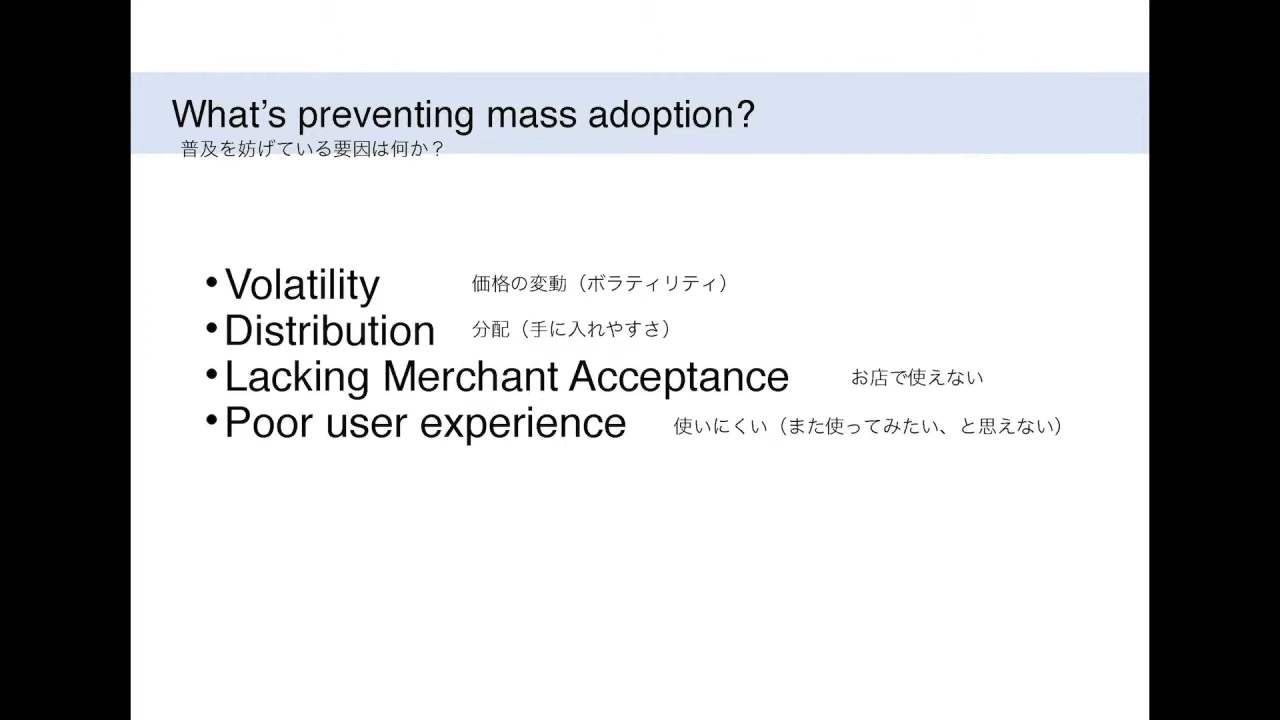 What's preventing mass adoption?
普及を妨げている要因は何か？
• Volatility 価格の変動（ボラティリティ）
• Distribution 分配（手に入れやすさ）
• Lacking Merchant Acceptance お店で使えない
• Poor user experience 使いにくい（また使ってみたい、と思えない）